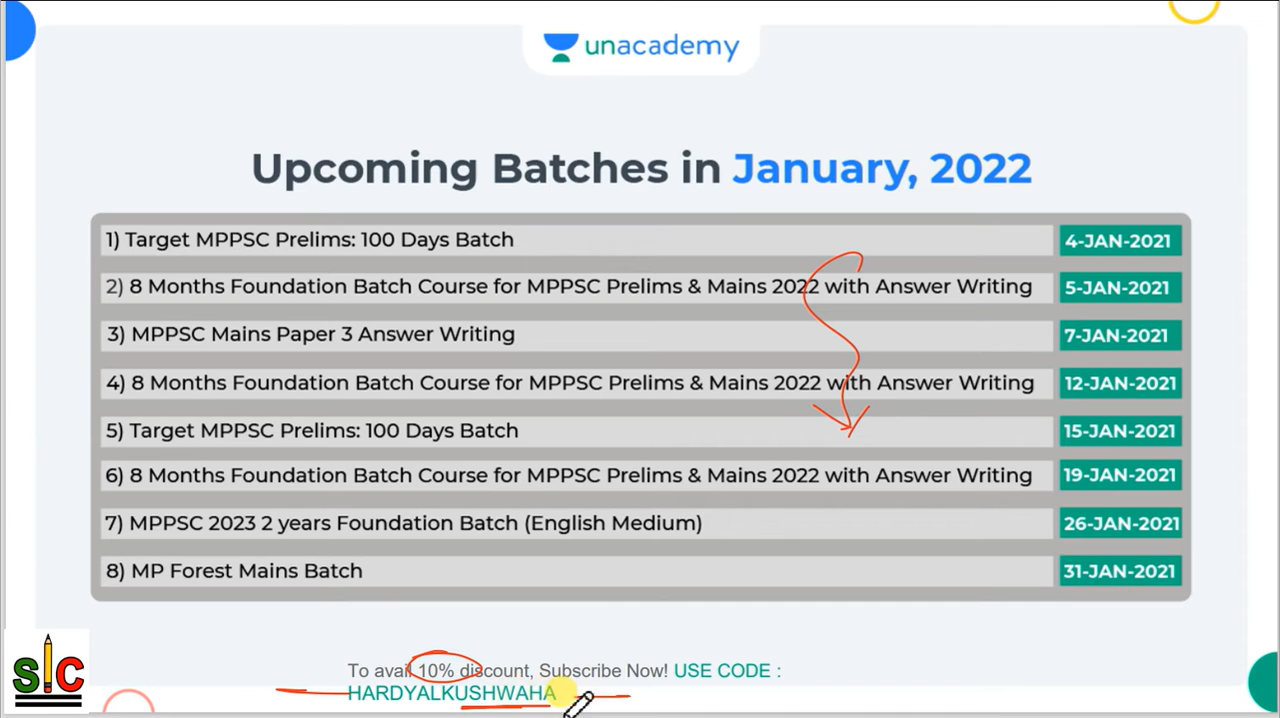 unacademy
Upcoming Batches in January, 2022
1) Target MPPSC Prelims: 100 Days Batch 4-JAN-2021
2) 8 Months Foundation Batch Course for MPPSC Prelims & Mains 2022 with Answer Writing 5-JAN-2021
3) MPPSC Mains Paper 3 Answer Writing 7-JAN-2021
4) 8 Months Foundation Batch Course for MPPSC Prelims & Mains 2022 with Answer Writing 12-JAN-2021
5) Target MPPSC Prelims: 100 Days Batch 15-JAN-2021
6) 8 Months Foundation Batch Course for MPPSC Prelims & Mains 2022 with Answer Writing 19-JAN-2021
7) MPPSC 2023 2 years Foundation Batch (English Medium) 26-JAN-2021
8) MP Forest Mains Batch 31-JAN-2021
To avail 10% discount, Subscribe Now! USE CODE :
HARDYALKUSHWAHA
SIC